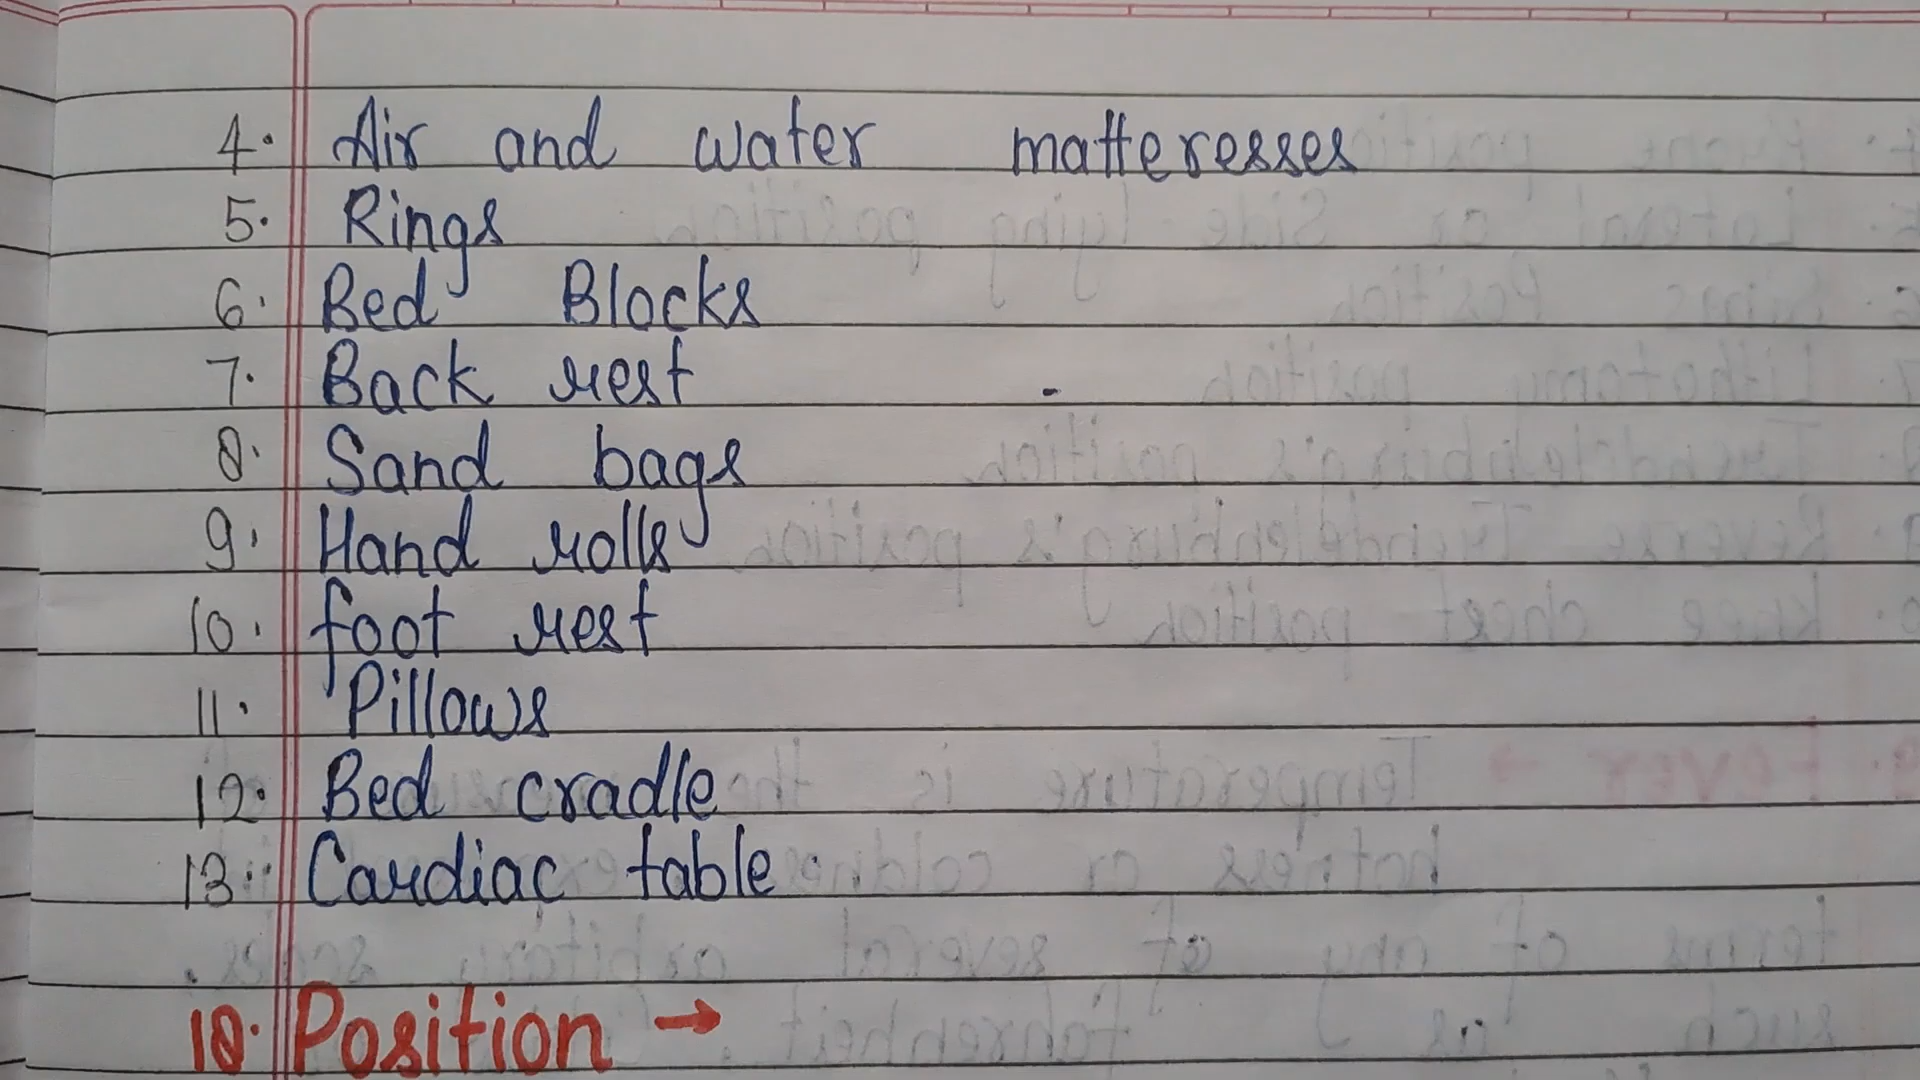 4. Air and water matteresses
5. Rings
6. Bed Blocks
7. Back rest
8. Sand bags
9. Hand rolls
10. foot rest
11. Pillows
12. Bed cradle
13. Cardiac table.
18. Position →